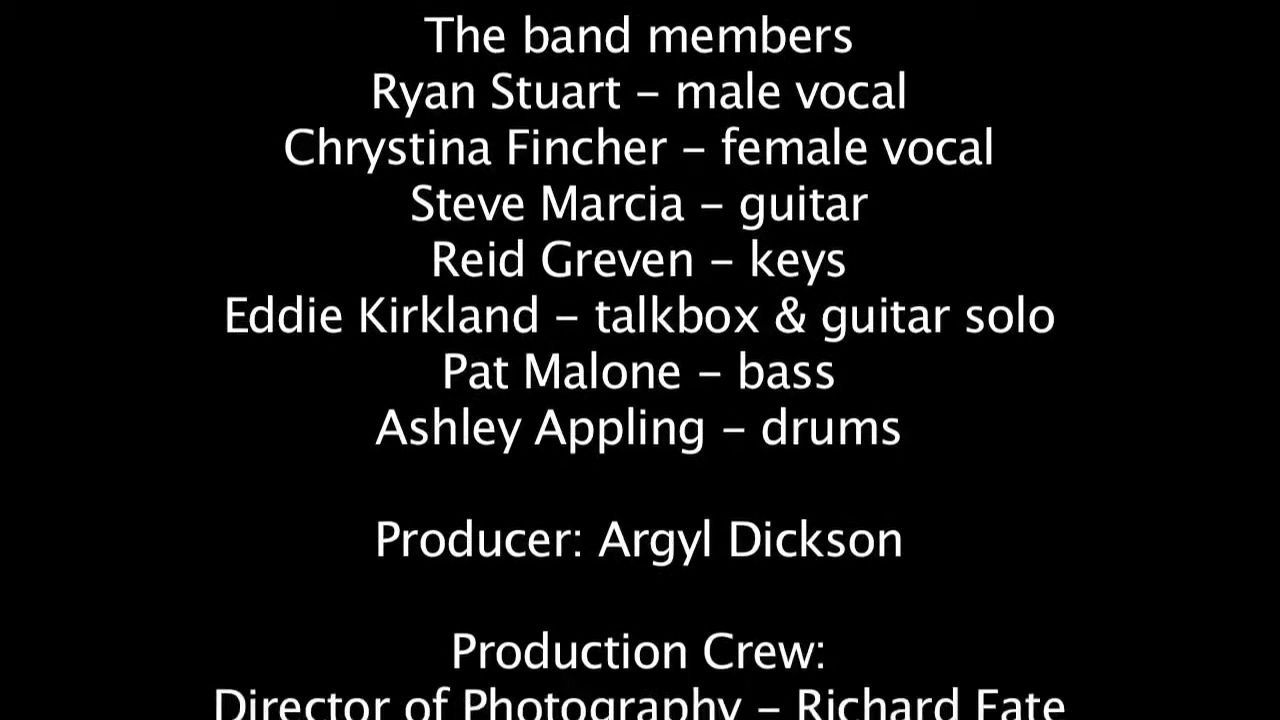 The band members
Ryan Stuart – male vocal
Chrystina Fincher – female vocal
Steve Marcia – guitar
Reid Greven – keys
Eddie Kirkland – talkbox & guitar solo
Pat Malone – bass
Ashley Appling – drums
Producer: Argyl Dickson
Production Crew:
Director of Photography – Richard Fate